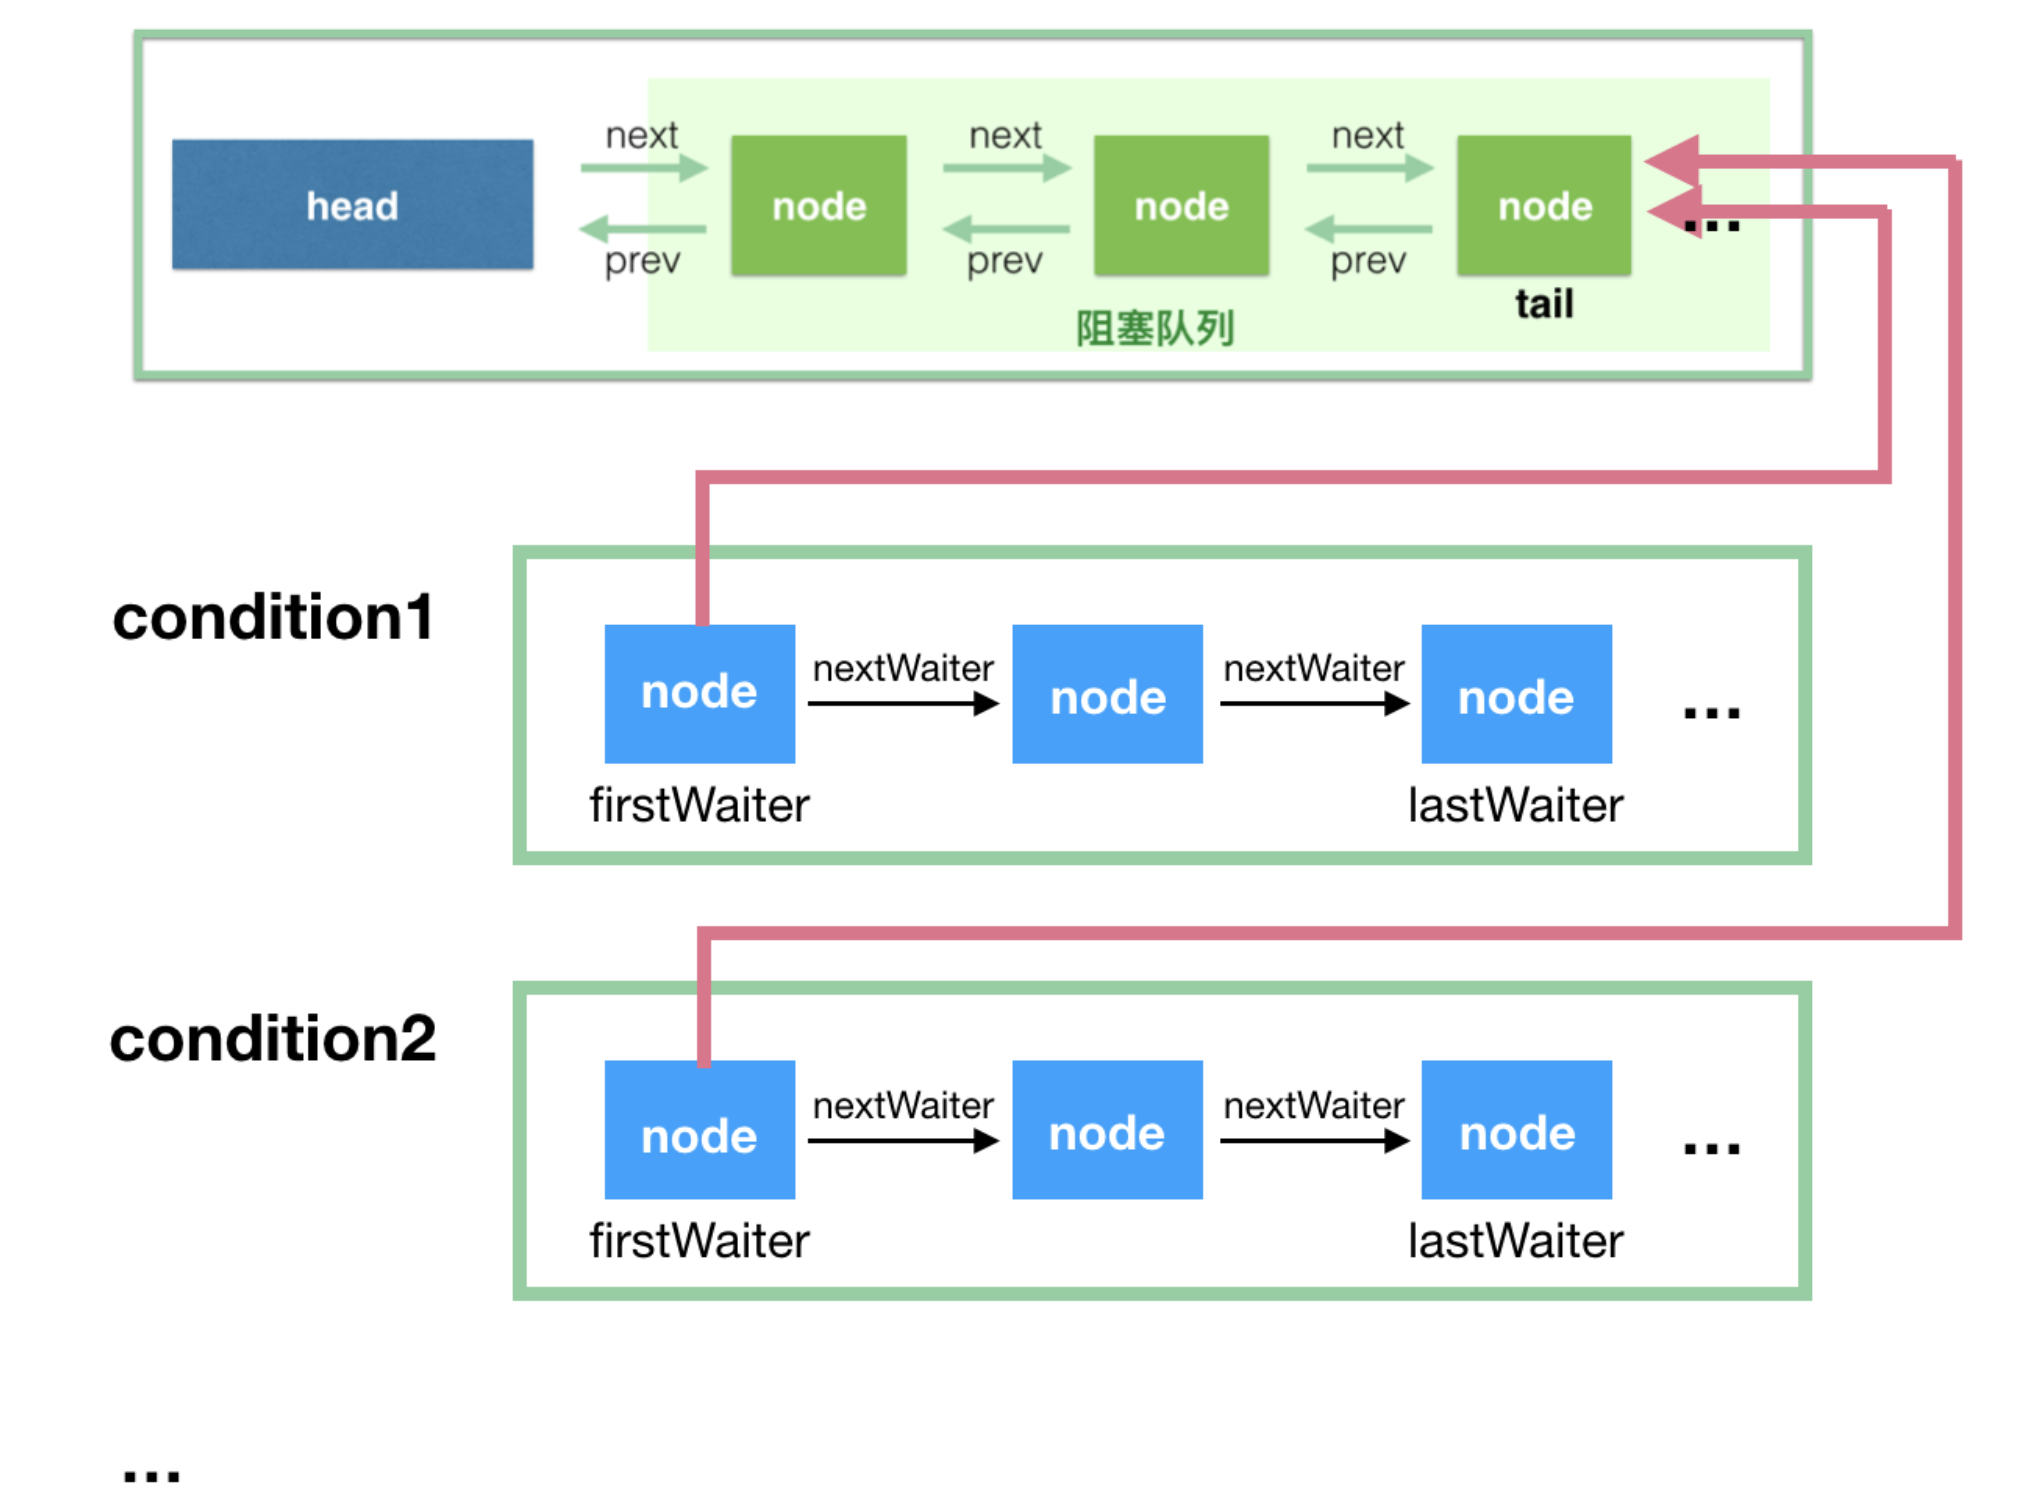 next next next
head node node node ...
prev prev prev
tail
阻塞队列
condition1
node nextWaiter node nextWaiter node ...
firstWaiter lastWaiter
condition2
node nextWaiter node nextWaiter node ...
firstWaiter lastWaiter
...